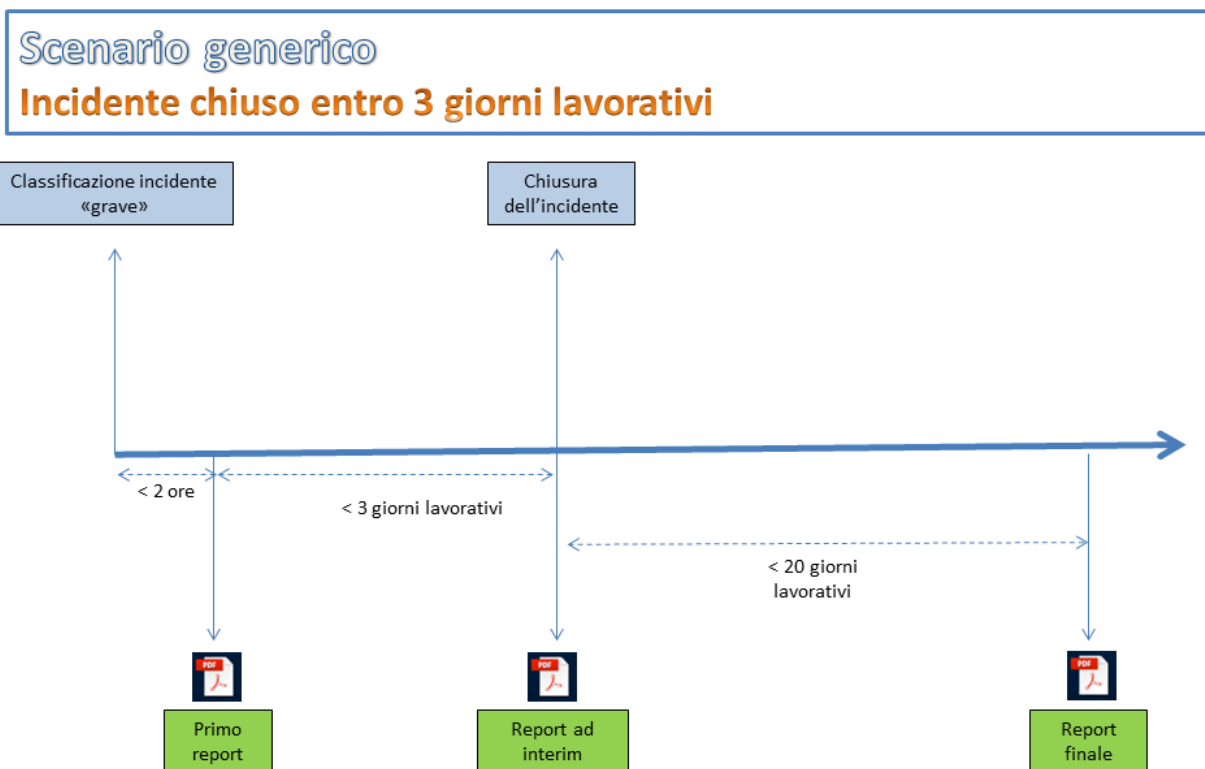 Scenario generico
Incidente chiuso entro 3 giorni lavorativi
Classificazione incidente
«grave»
Chiusura
dell'incidente
< 2 ore
< 3 giorni lavorativi
< 20 giorni
lavorativi
PDF
PDF
PDF
Primo
report
Report ad
interim
Report
finale